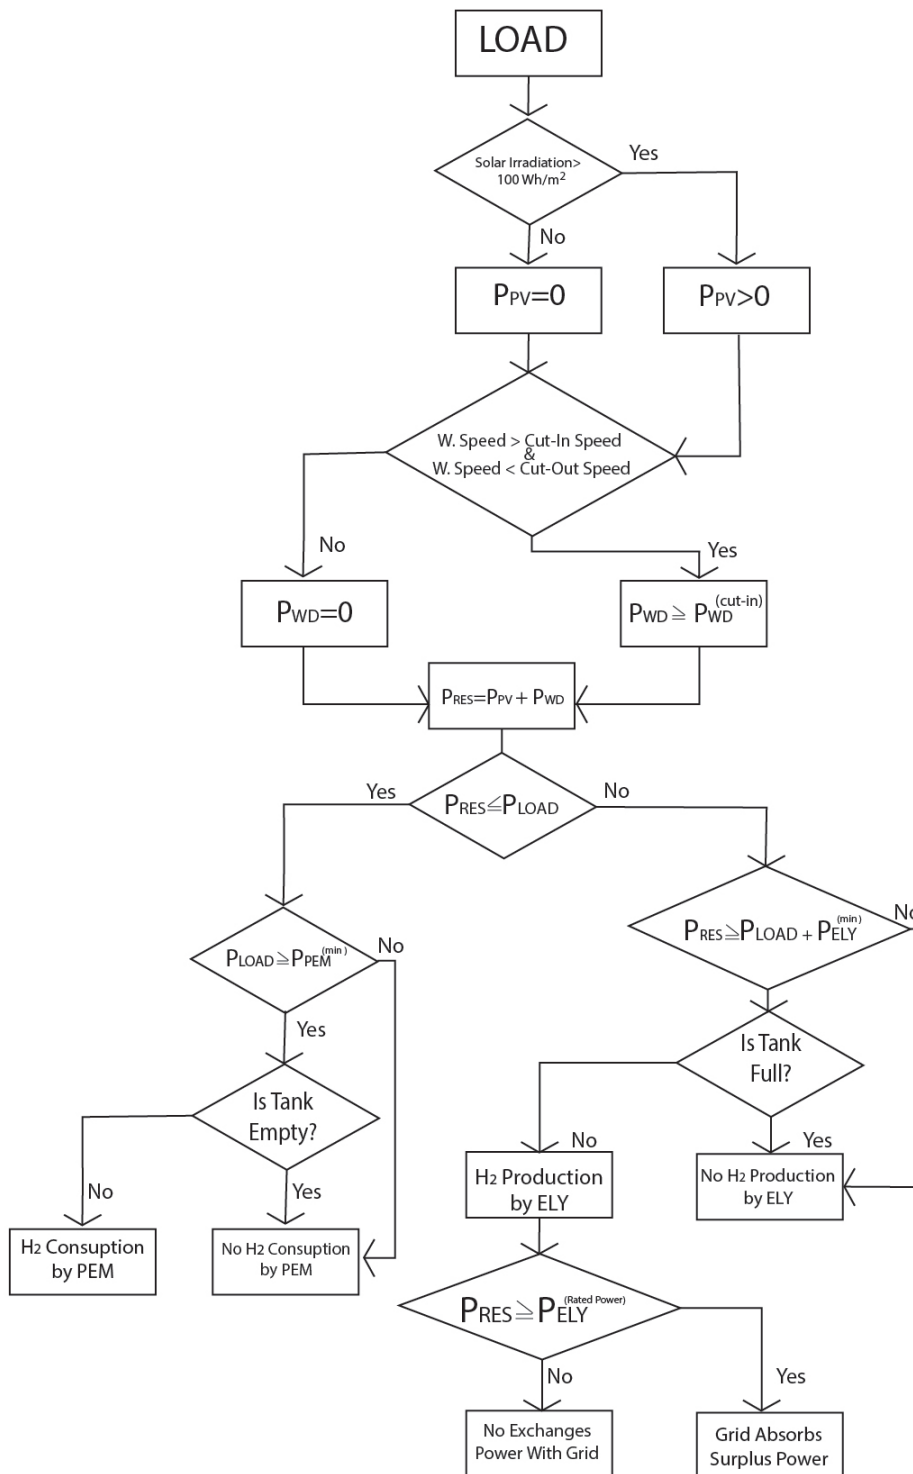 LOAD
Solar Irradiation>
100 Wh/m²
Yes
No
PPV=0
PPV>0
W. Speed > Cut-In Speed
&
W. Speed < Cut-Out Speed
No
Yes
PWD=0
PWD ≧ PWD(cut-in)
PRES=PPV + PWD
Yes
PRES≦PLOAD
No
PLOAD ≧ PPEM(min)
No
PRES≧PLOAD + PELY(min)
No
Yes
Is Tank
Full?
Is Tank
Empty?
No
Yes
No
Yes
H2 Production
by ELY
No H2 Production
by ELY
H2 Consuption
by PEM
No H2 Consuption
by PEM
PRES ≧ PELY(Rated Power)
No
Yes
No Exchanges
Power With Grid
Grid Absorbs
Surplus Power